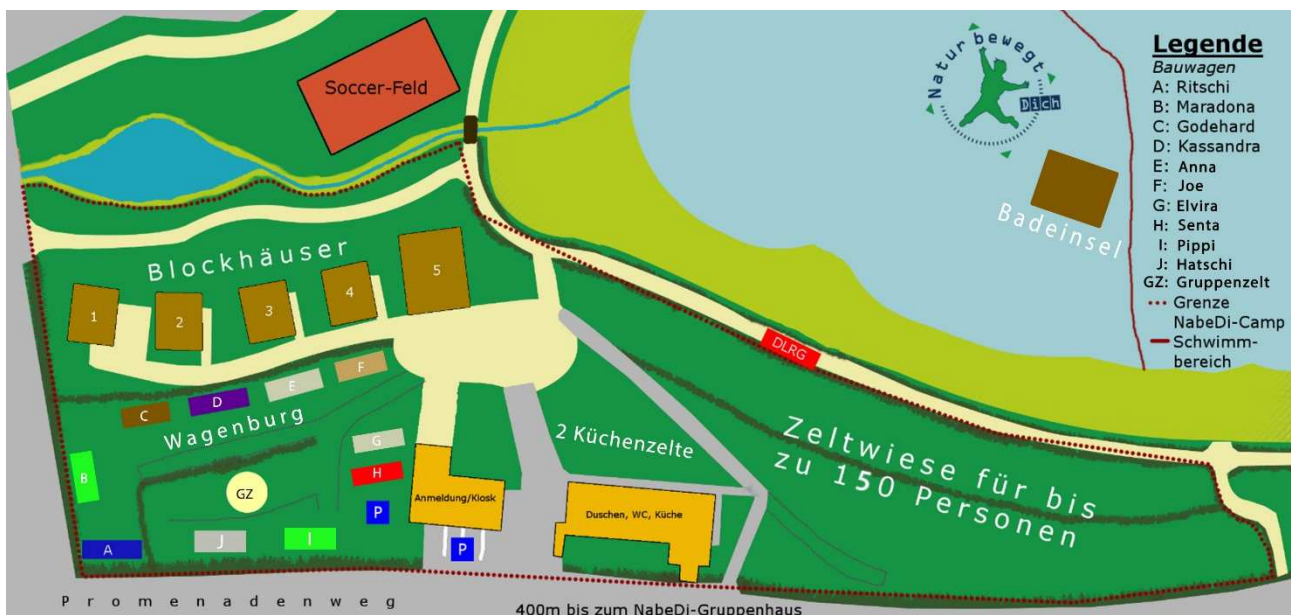 Soccer-Feld
Natur bewegt
Dich
Badeinsel
Legende
Bauwagen
A: Ritschi
B: Maradona
C: Godehard
D: Kassandra
E: Anna
F: Joe
G: Elvira
H: Senta
I: Pippi
J: Hatschi
GZ: Gruppenzelt
Grenze
NabeDi-Camp
Schwimm-
bereich
Blockhäuser
1
2
3
4
5
DLRG
C
D
E
F
Wagenburg
B
G
H
GZ
P
A
J
I
Anmeldung/Kiosk
P
2 Küchenzelte
Duschen, WC, Küche
Zeltwiese für bis
zu 150 Personen
Promenadenweg
400m bis zum NabeDi-Gruppenhaus